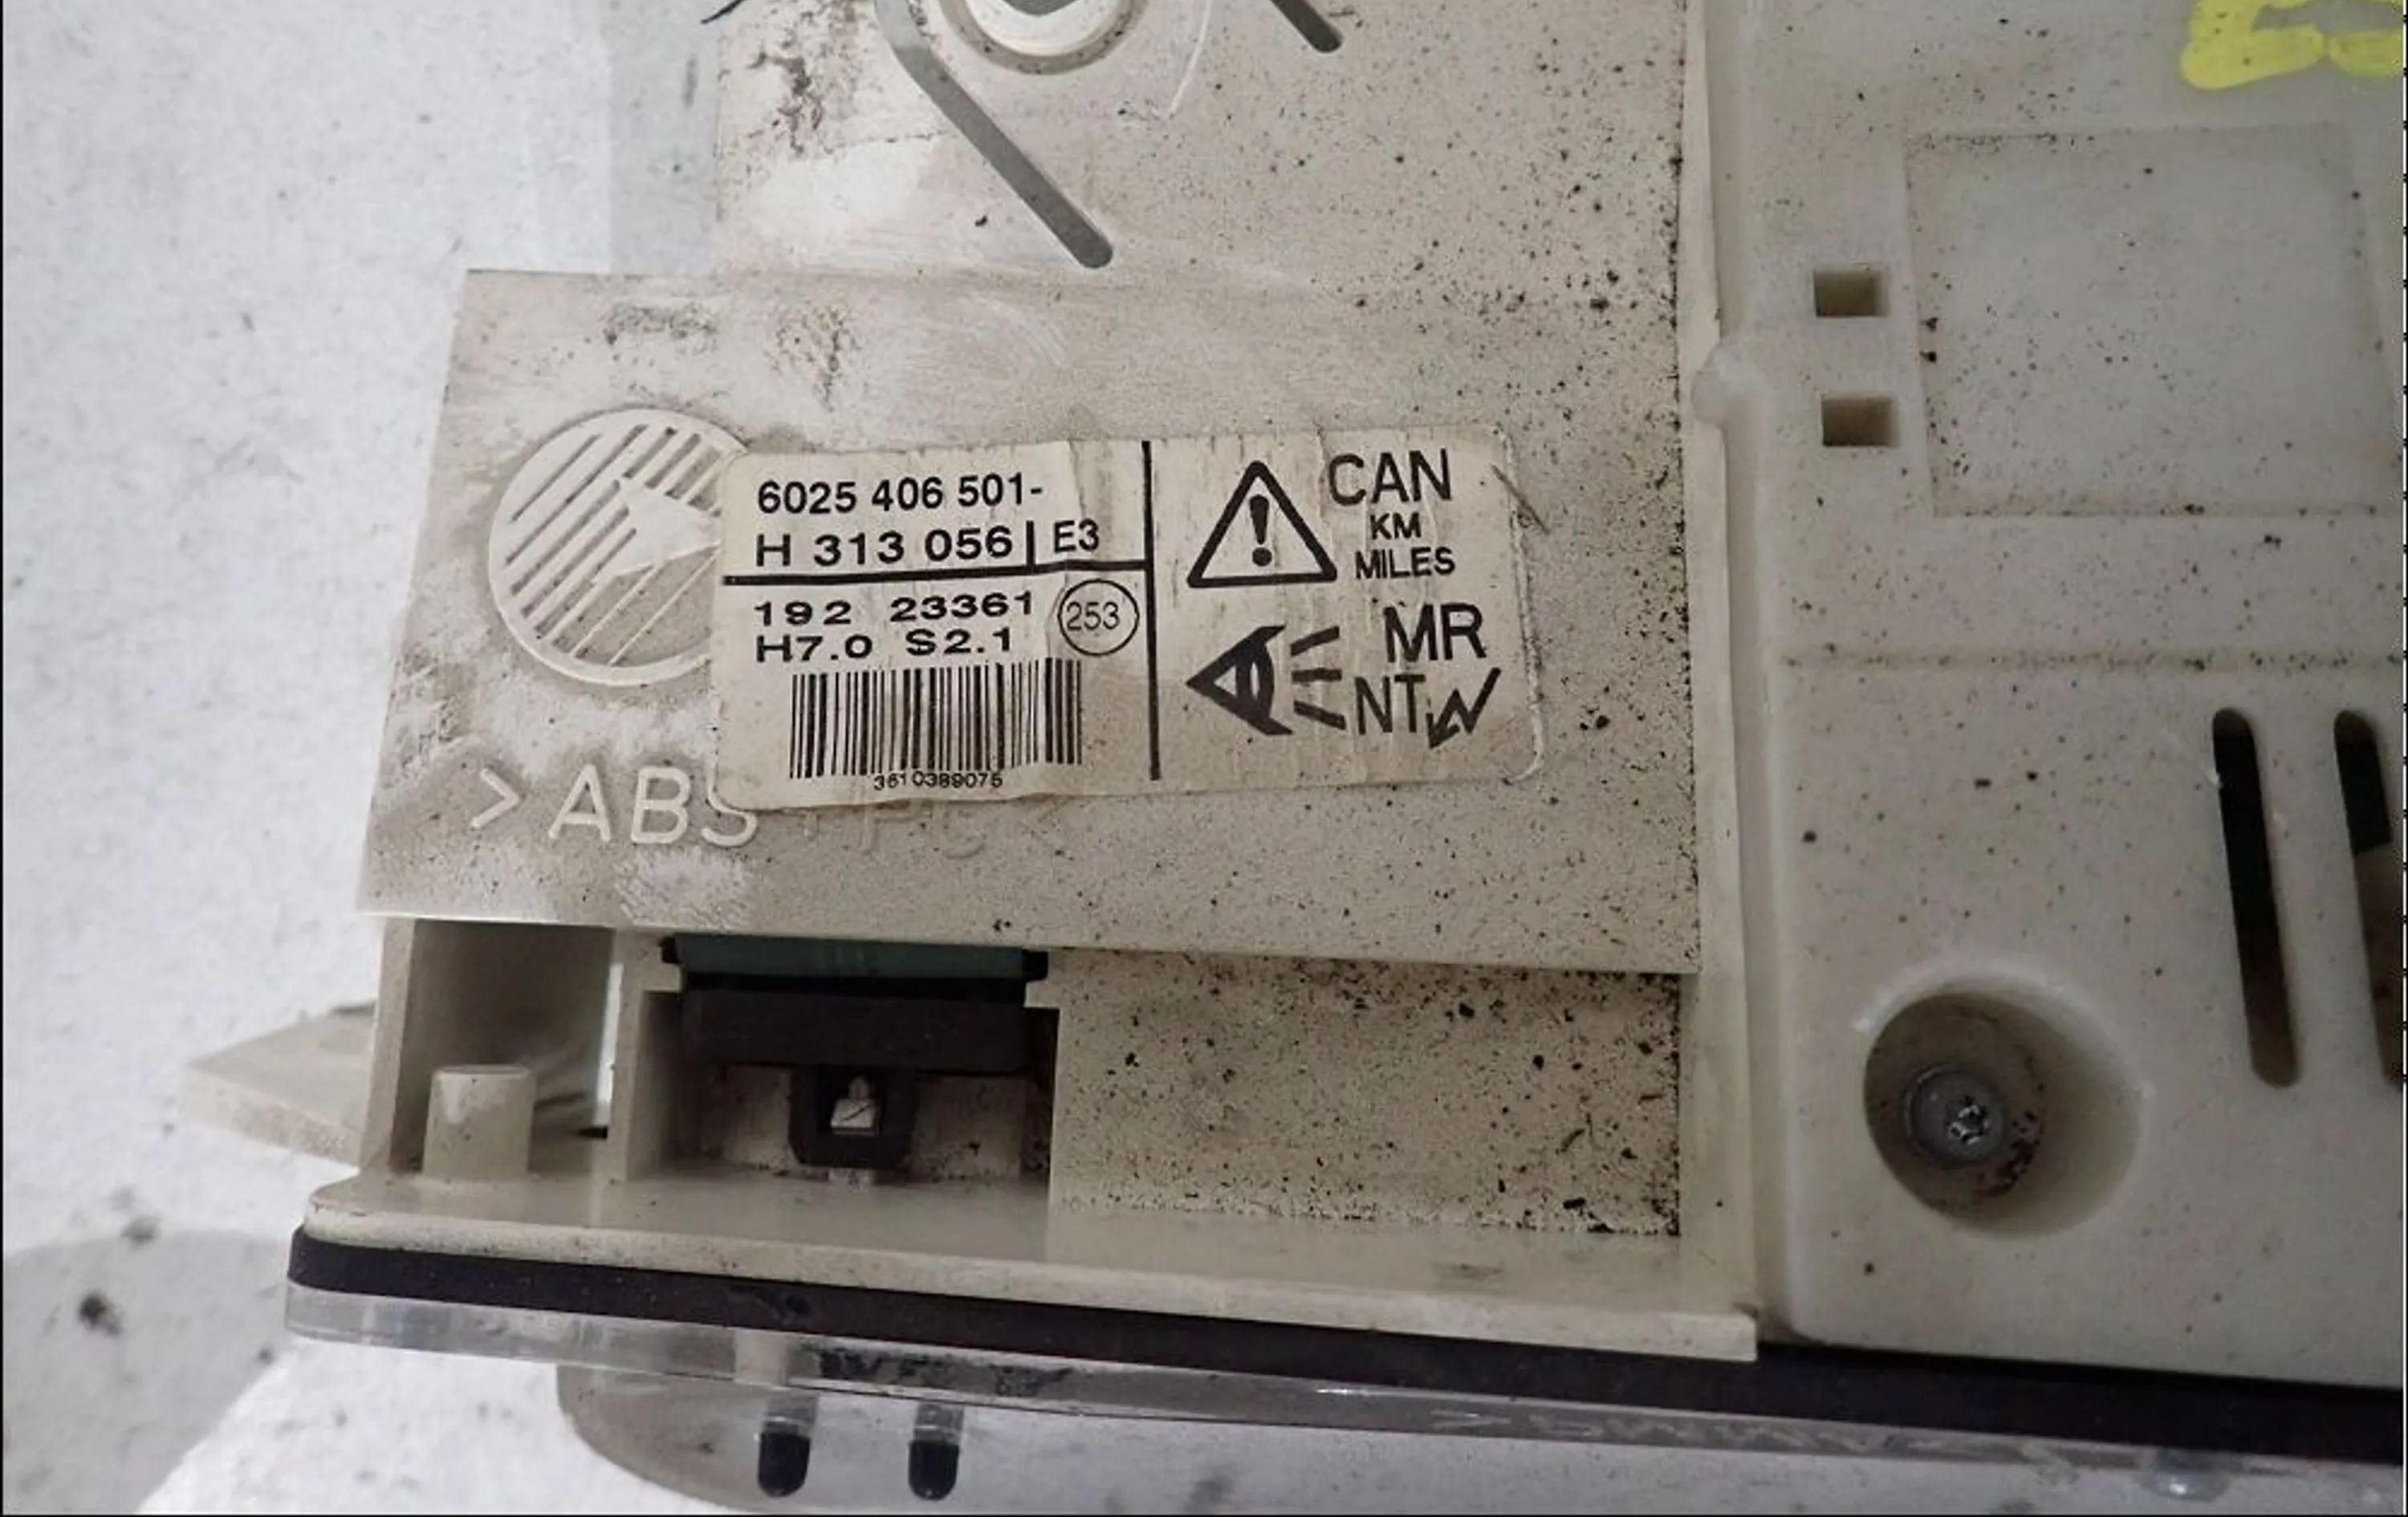 6025 406 501-
H 313 056 E3
192 23361 253
H7.0 S2.1
3610389075
CAN
KM
MILES
MR
NT
>ABS